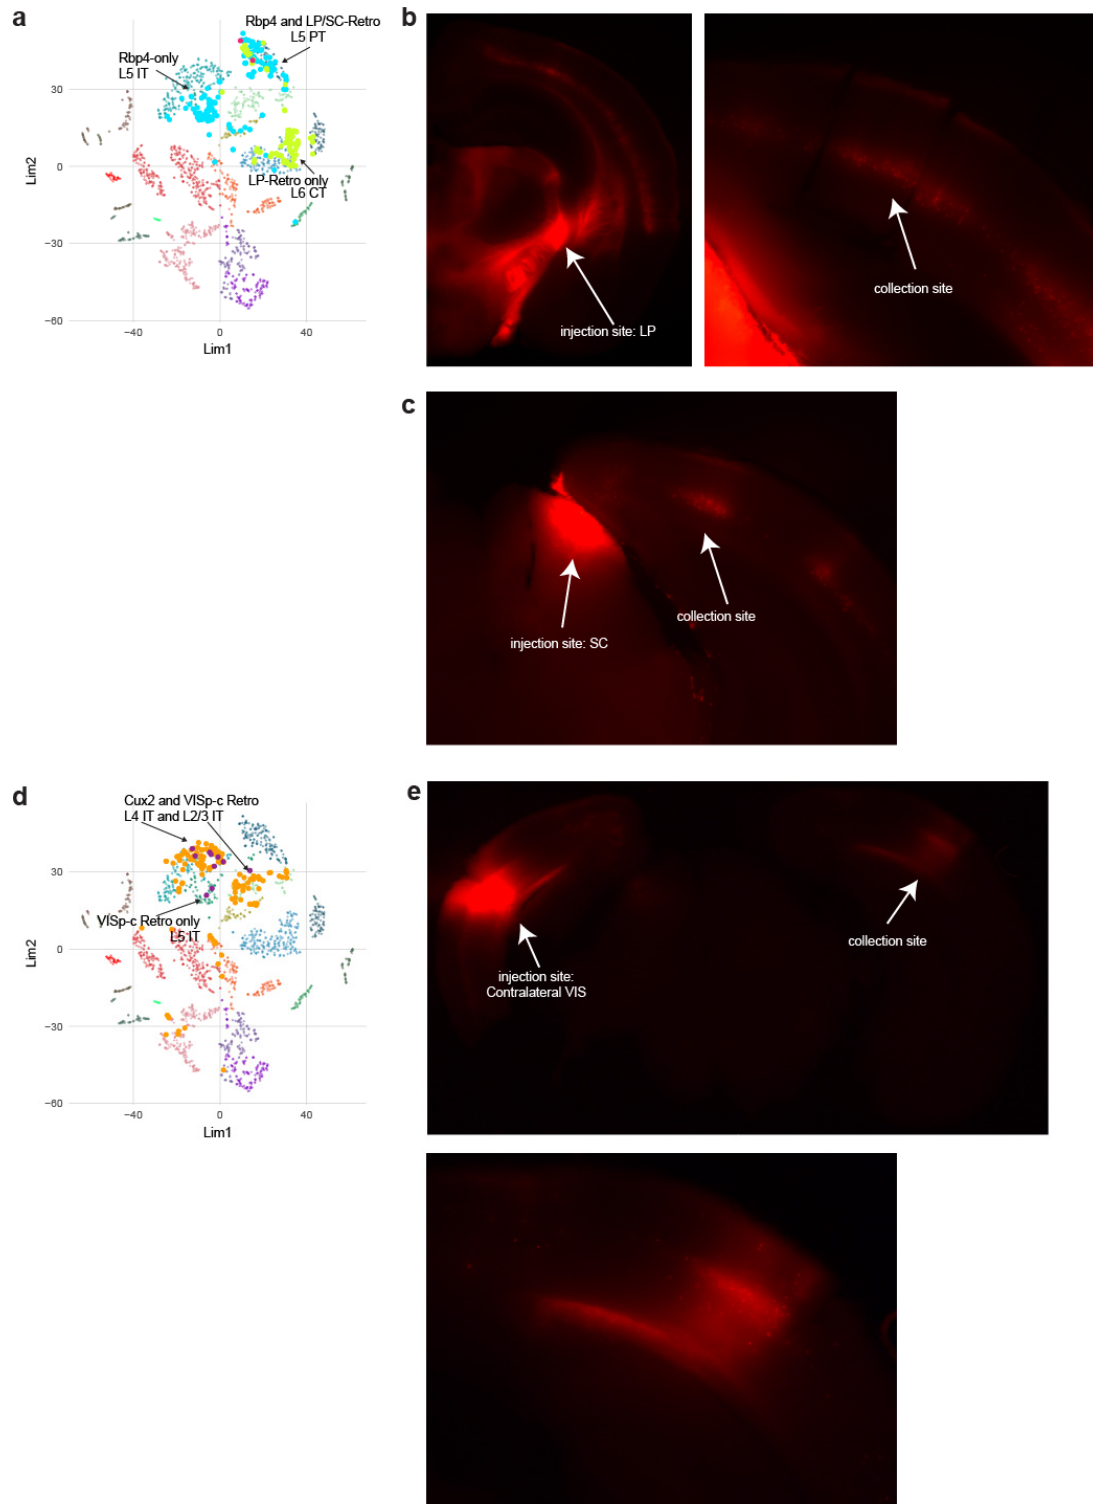 a
Rbp4 and LP/SC-Retro
L5 PT
Rbp4-only
L5 IT
30
0
−30
−60
LP-Retro only
L6 CT
Lim2
−40
0
40
Lim1
b
injection site: LP
collection site
c
injection site: SC
collection site
d
Cux2 and VISp-c Retro
L4 IT and L2/3 IT
30
0
−30
−60
VISp-c Retro only
L5 IT
Lim2
−40
0
40
Lim1
e
injection site:
Contralateral VIS
collection site